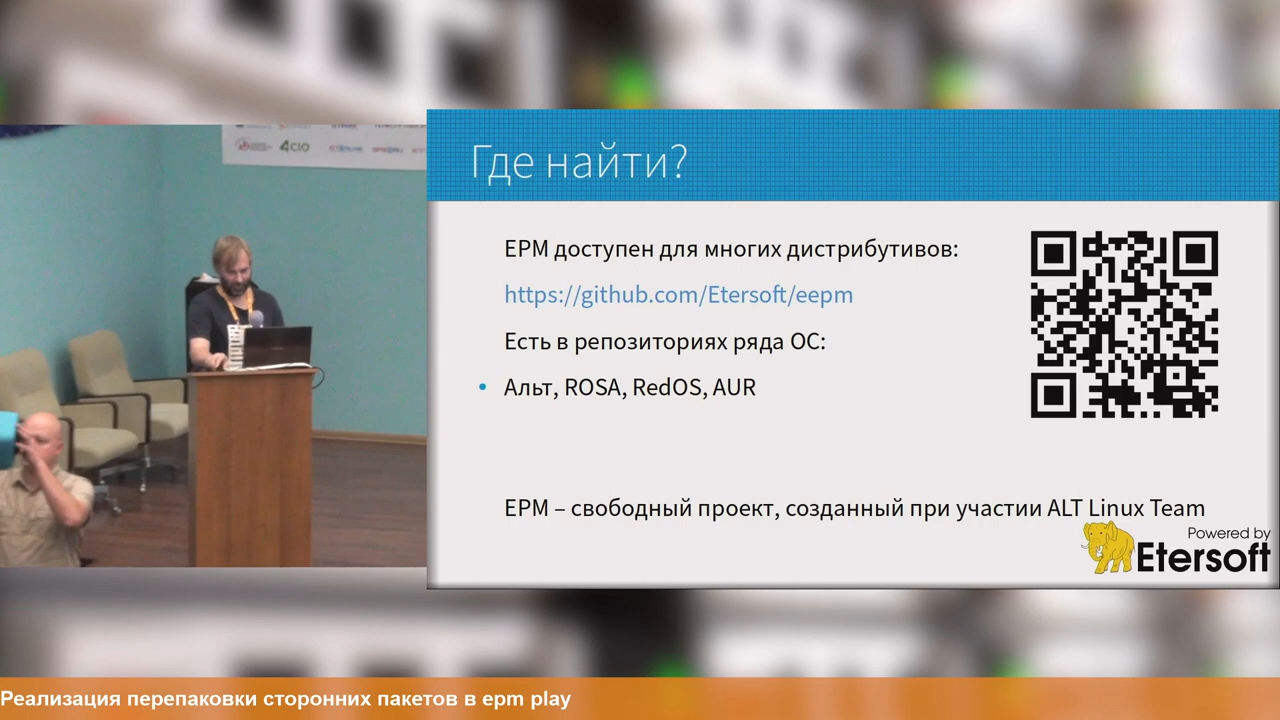 4CIO
Где найти?
EPM доступен для многих дистрибутивов:
https://github.com/Etersoft/eepm
Есть в репозиториях ряда ОС:
• Альт, ROSA, RedOS, AUR
EPM – свободный проект, созданный при участии ALT Linux Team
Powered by
Etersoft
Реализация перепаковки сторонних пакетов в epm play